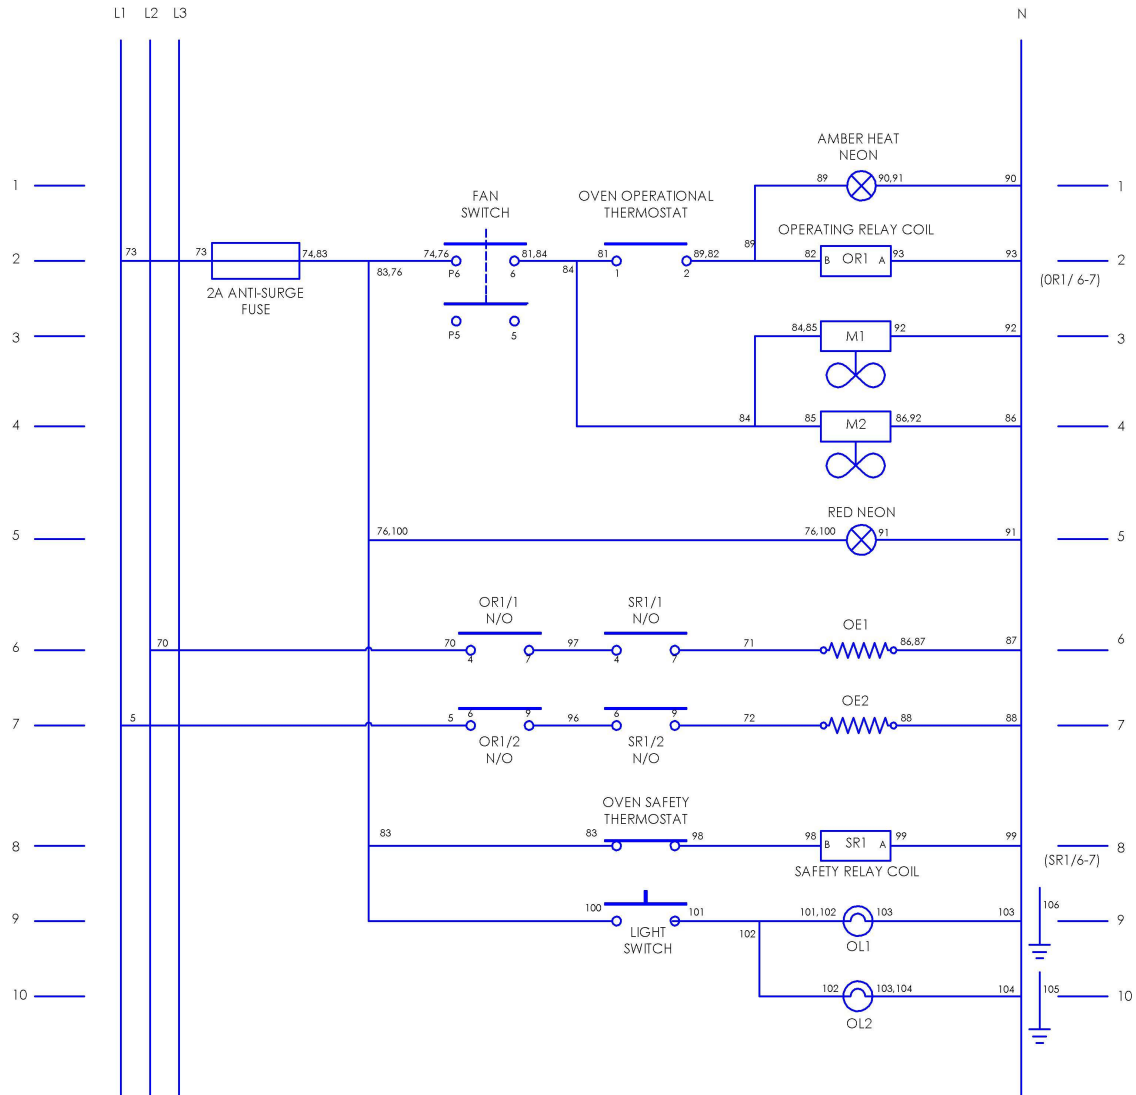 L1 L2 L3 N
AMBER HEAT
NEON
1 89 90,91 90 1
FAN
SWITCH
OVEN OPERATIONAL
THERMOSTAT
OPERATING RELAY COIL
2 73 73 74,83 74,76 81,84 81 89,82 89 82 B OR1 A 93 93 2
83,76 P6 6 84 1 2
(0R1/ 6-7)
2A ANTI-SURGE
FUSE
3 P5 5 84,85 M1 92 92 3
4 84 85 M2 86,92 86 4
RED NEON
5 76,100 76,100 91 91 5
OR1/1
N/O
SR1/1
N/O
OE1
6 70 70 4 7 97 4 7 71 86,87 87 6
OE2
7 5 5 6 9 96 6 9 72 88 88 7
OR1/2
N/O
SR1/2
N/O
OVEN SAFETY
THERMOSTAT
8 83 83 98 98 B SR1 A 99 99 8
(SR1/6-7)
SAFETY RELAY COIL
9 100 101 101,102 103 103 106 9
LIGHT
SWITCH
102
OL1
10 102 103,104 104 105 10
OL2